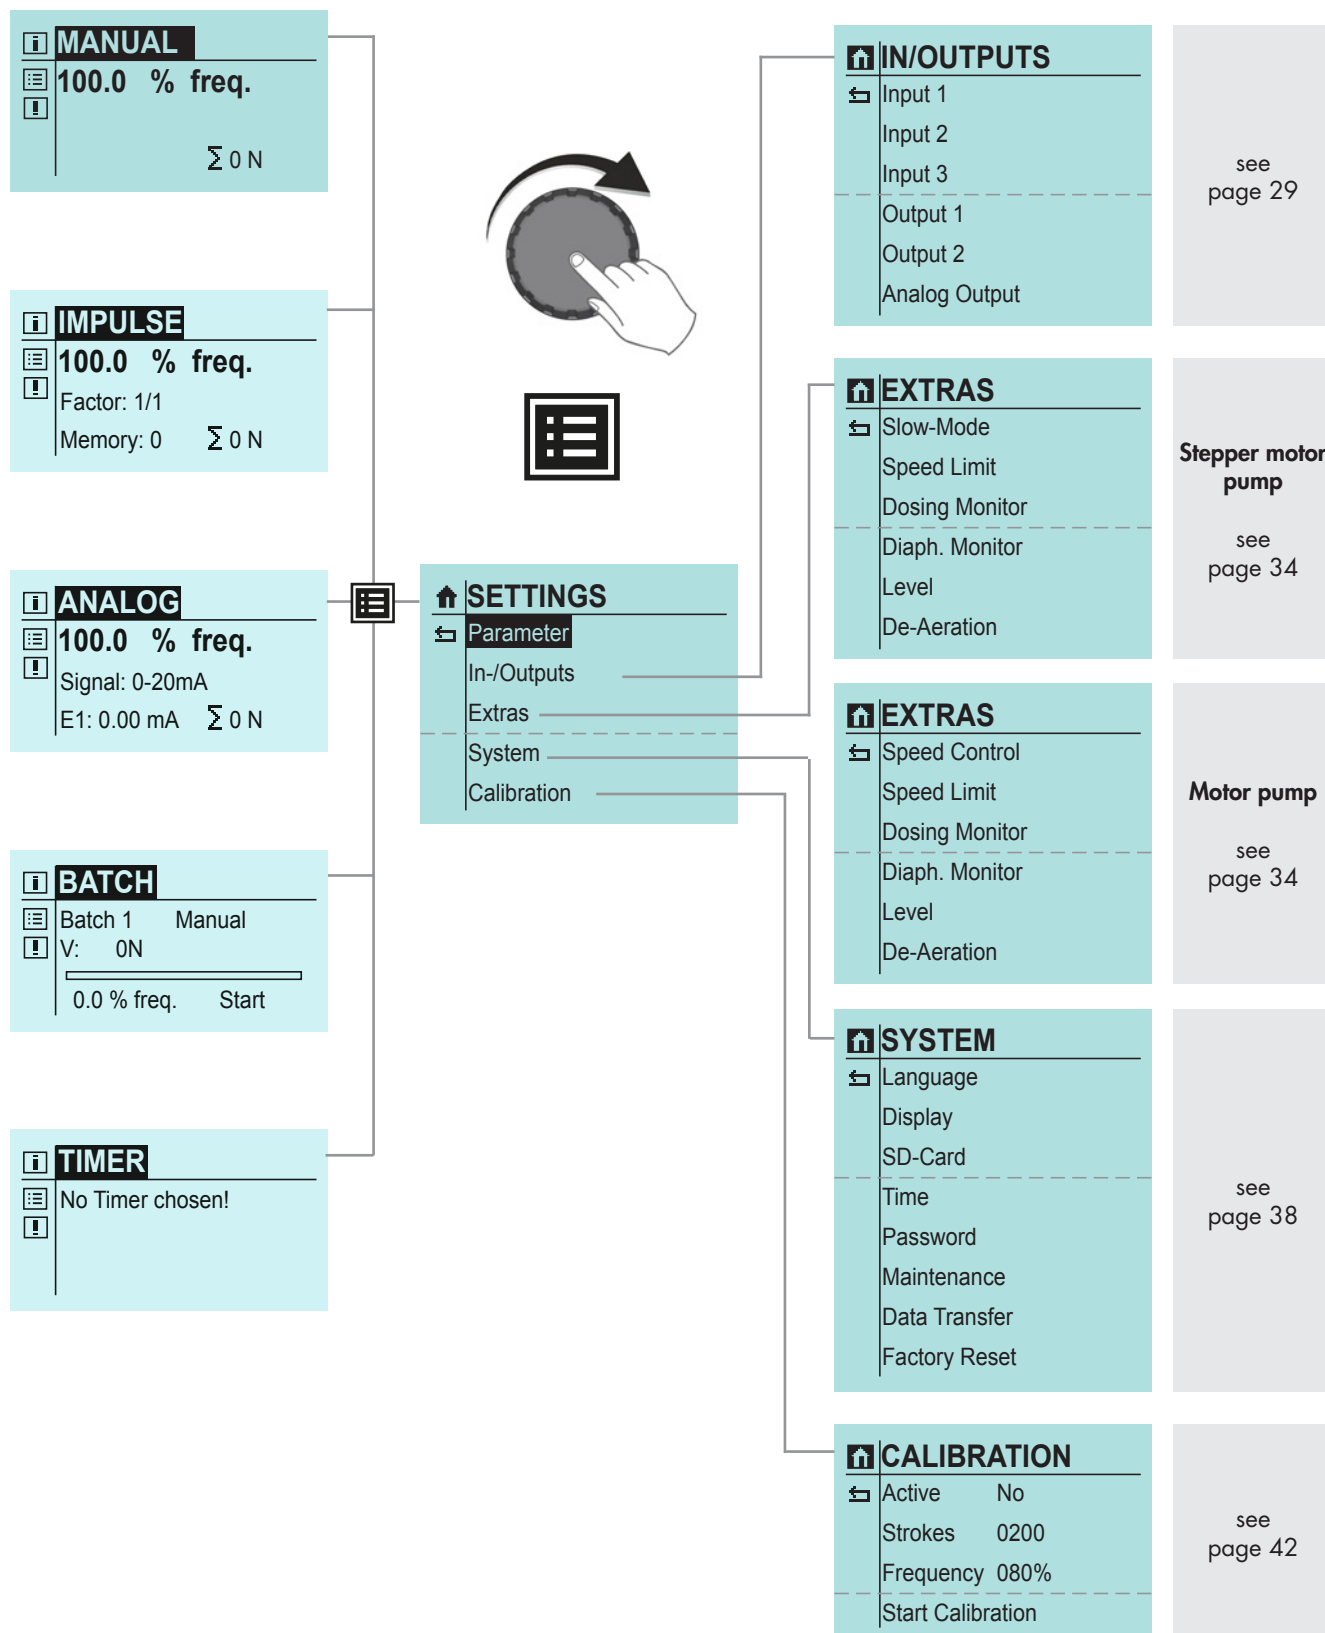 MANUAL
100.0 % freq.
Σ 0 N
IMPULSE
100.0 % freq.
Factor: 1/1
Memory: 0 Σ 0 N
ANALOG
100.0 % freq.
Signal: 0-20mA
E1: 0.00 mA Σ 0 N
BATCH
Batch 1 Manual
V: 0N
0.0 % freq. Start
TIMER
No Timer chosen!
SETTINGS
Parameter
In-/Outputs
Extras
System
Calibration
IN/OUTPUTS
Input 1
Input 2
Input 3
Output 1
Output 2
Analog Output
see
page 29
EXTRAS
Slow-Mode
Speed Limit
Dosing Monitor
Diaph. Monitor
Level
De-Aeration
Stepper motor
pump
see
page 34
EXTRAS
Speed Control
Speed Limit
Dosing Monitor
Diaph. Monitor
Level
De-Aeration
Motor pump
see
page 34
SYSTEM
Language
Display
SD-Card
Time
Password
Maintenance
Data Transfer
Factory Reset
see
page 38
CALIBRATION
Active No
Strokes 0200
Frequency 080%
Start Calibration
see
page 42